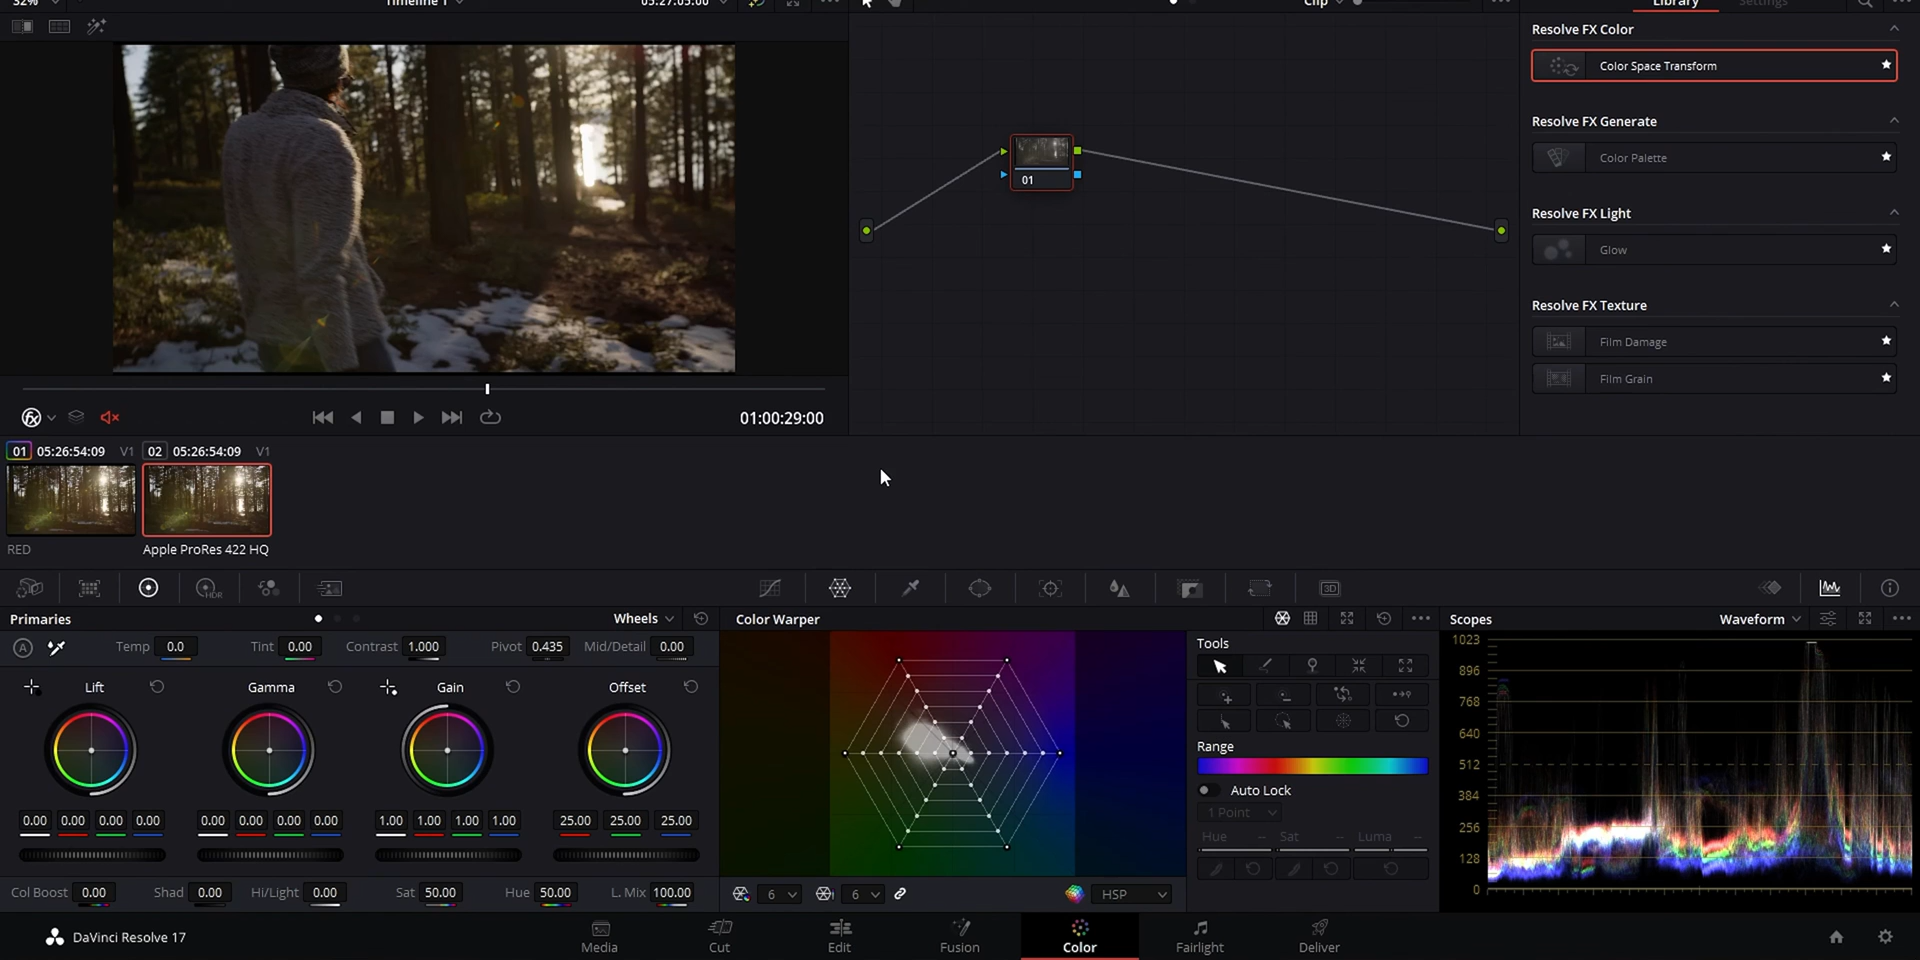 32%
Timeline 1
05:27:05:00
Clip
Library
Settings
Resolve FX Color
Color Space Transform
Resolve FX Generate
Color Palette
Resolve FX Light
Glow
Resolve FX Texture
Film Damage
Film Grain
01
fx
01:00:29:00
01 05:26:54:09 V1
02 05:26:54:09 V1
RED
Apple ProRes 422 HQ
HDR
3D
Primaries
Wheels
A
Temp 0.0
Tint 0.00
Contrast 1.000
Pivot 0.435
Mid/Detail 0.00
Lift
Gamma
Gain
Offset
0.00 0.00 0.00 0.00
0.00 0.00 0.00 0.00
1.00 1.00 1.00 1.00
25.00 25.00 25.00
Col Boost 0.00
Shad 0.00
Hi/Light 0.00
Sat 50.00
Hue 50.00
L. Mix 100.00
Color Warper
6
6
HSP
Tools
Range
Auto Lock
1 Point
Hue --
Sat --
Luma --
Scopes
Waveform
1023
896
768
640
512
384
256
128
0
DaVinci Resolve 17
Media
Cut
Edit
Fusion
Color
Fairlight
Deliver